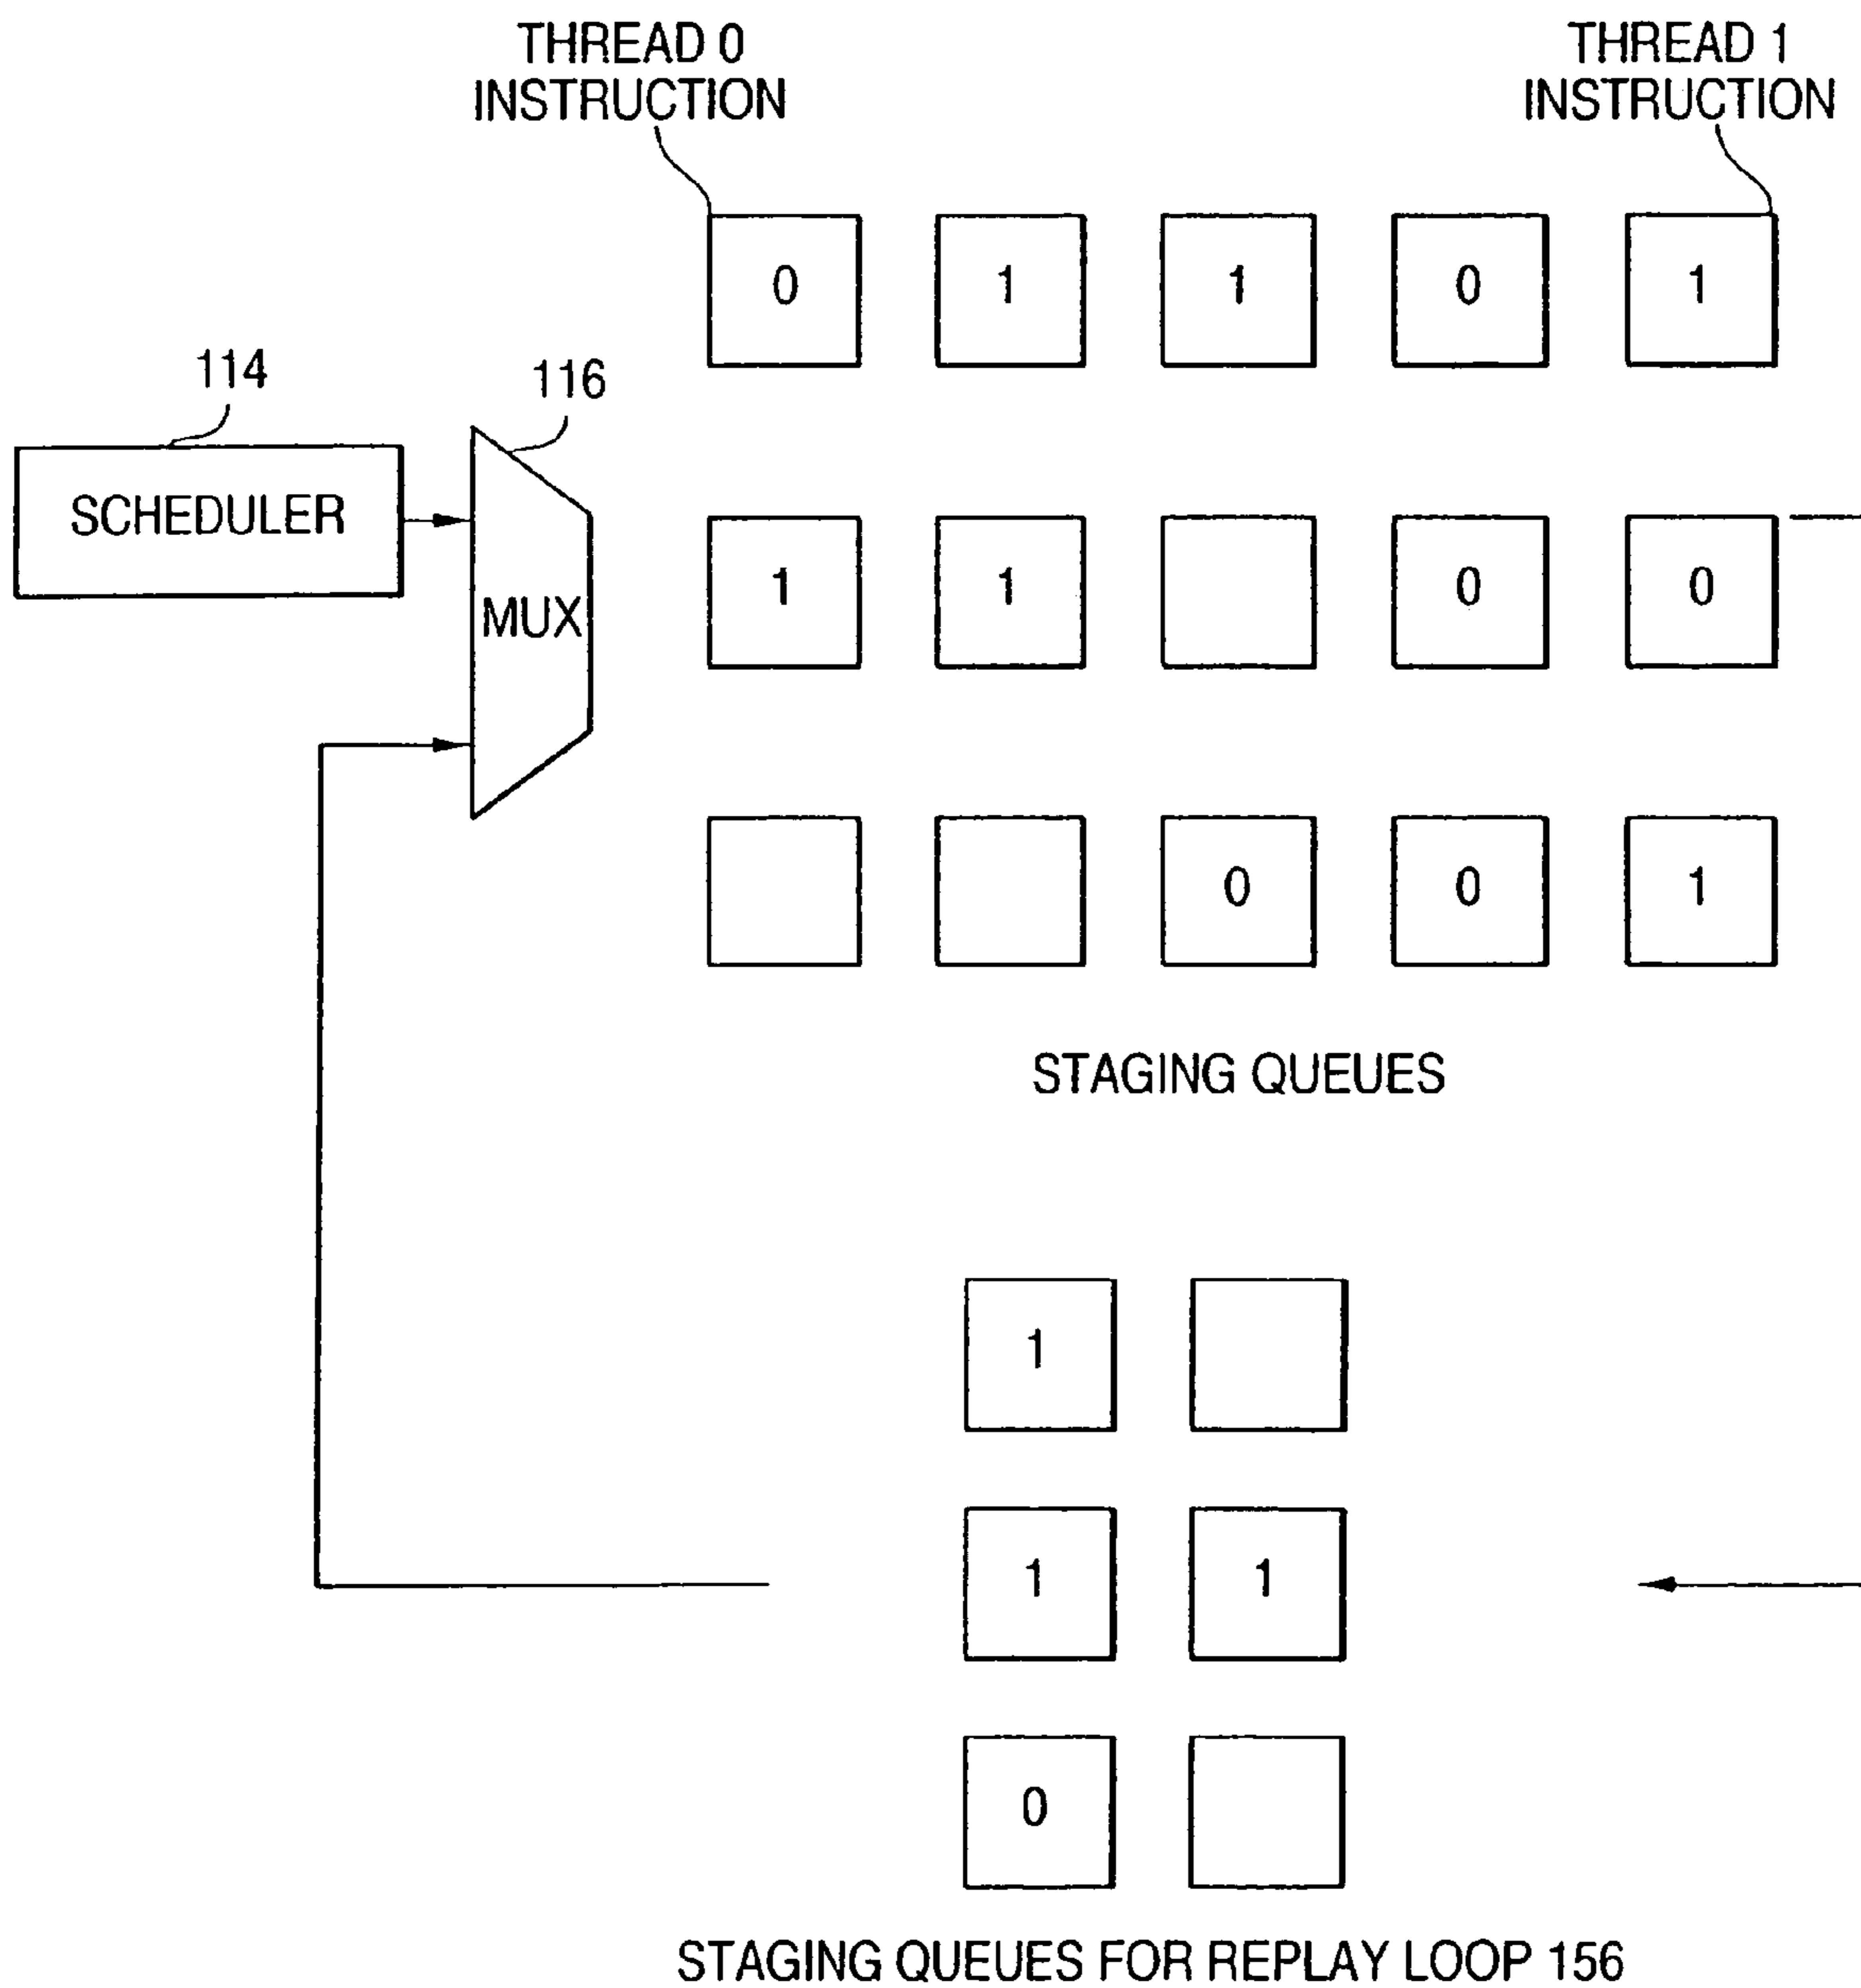 THREAD 0
INSTRUCTION
THREAD 1
INSTRUCTION
0 1 1 0 1
114
116
SCHEDULER
MUX
1 1 0 0
0 0 1
STAGING QUEUES
1
1 1
0
STAGING QUEUES FOR REPLAY LOOP 156